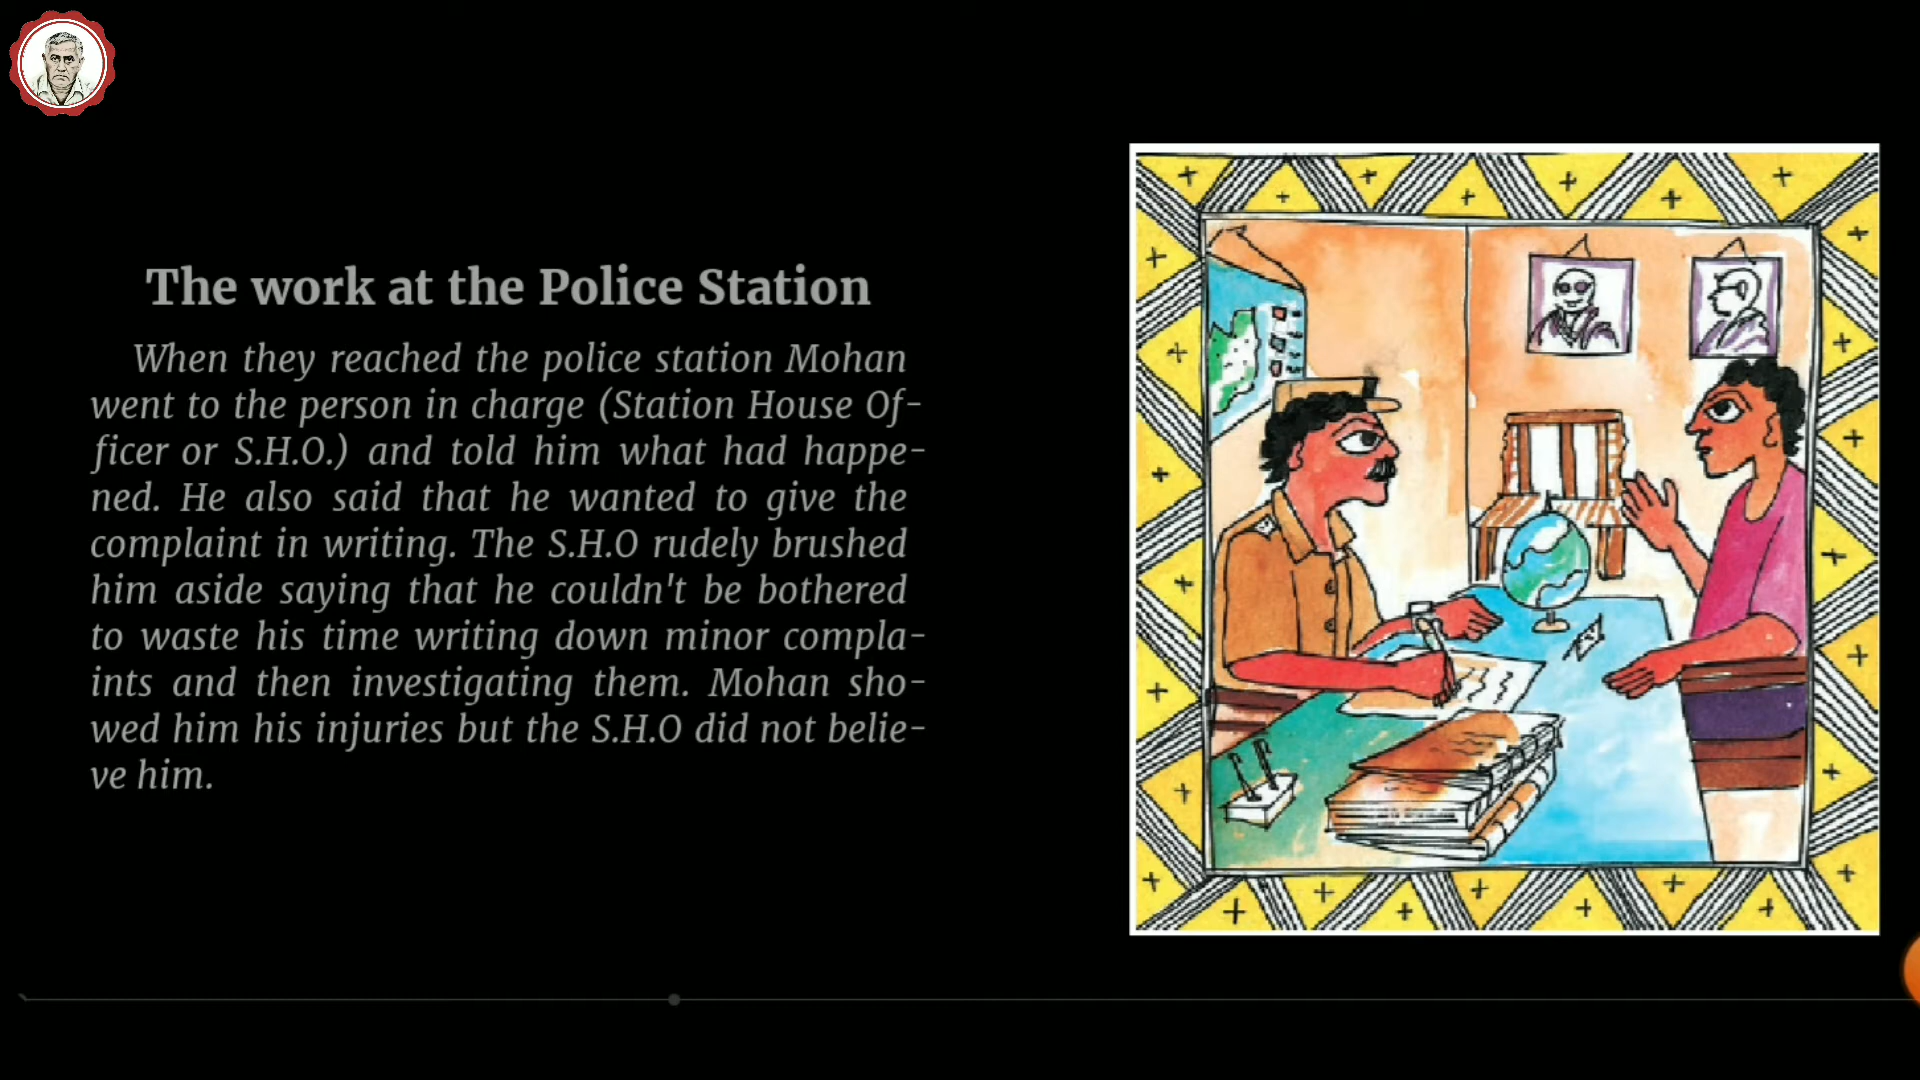 The work at the Police Station
When they reached the police station Mohan
went to the person in charge (Station House Of-
ficer or S.H.O.) and told him what had happe-
ned. He also said that he wanted to give the
complaint in writing. The S.H.O rudely brushed
him aside saying that he couldn't be bothered
to waste his time writing down minor compla-
ints and then investigating them. Mohan sho-
wed him his injuries but the S.H.O did not belie-
ve him.